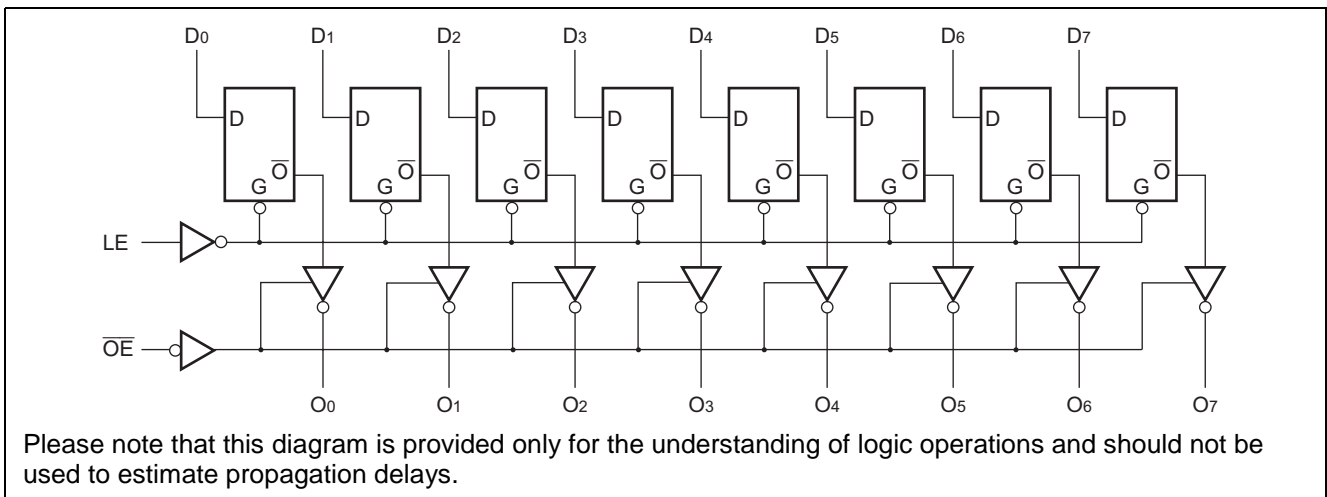 D0 D1 D2 D3 D4 D5 D6 D7
D D D D D D D D
O̅ O̅ O̅ O̅ O̅ O̅ O̅ O̅
G G G G G G G G
LE
O̅E̅
O0 O1 O2 O3 O4 O5 O6 O7
Please note that this diagram is provided only for the understanding of logic operations and should not be
used to estimate propagation delays.